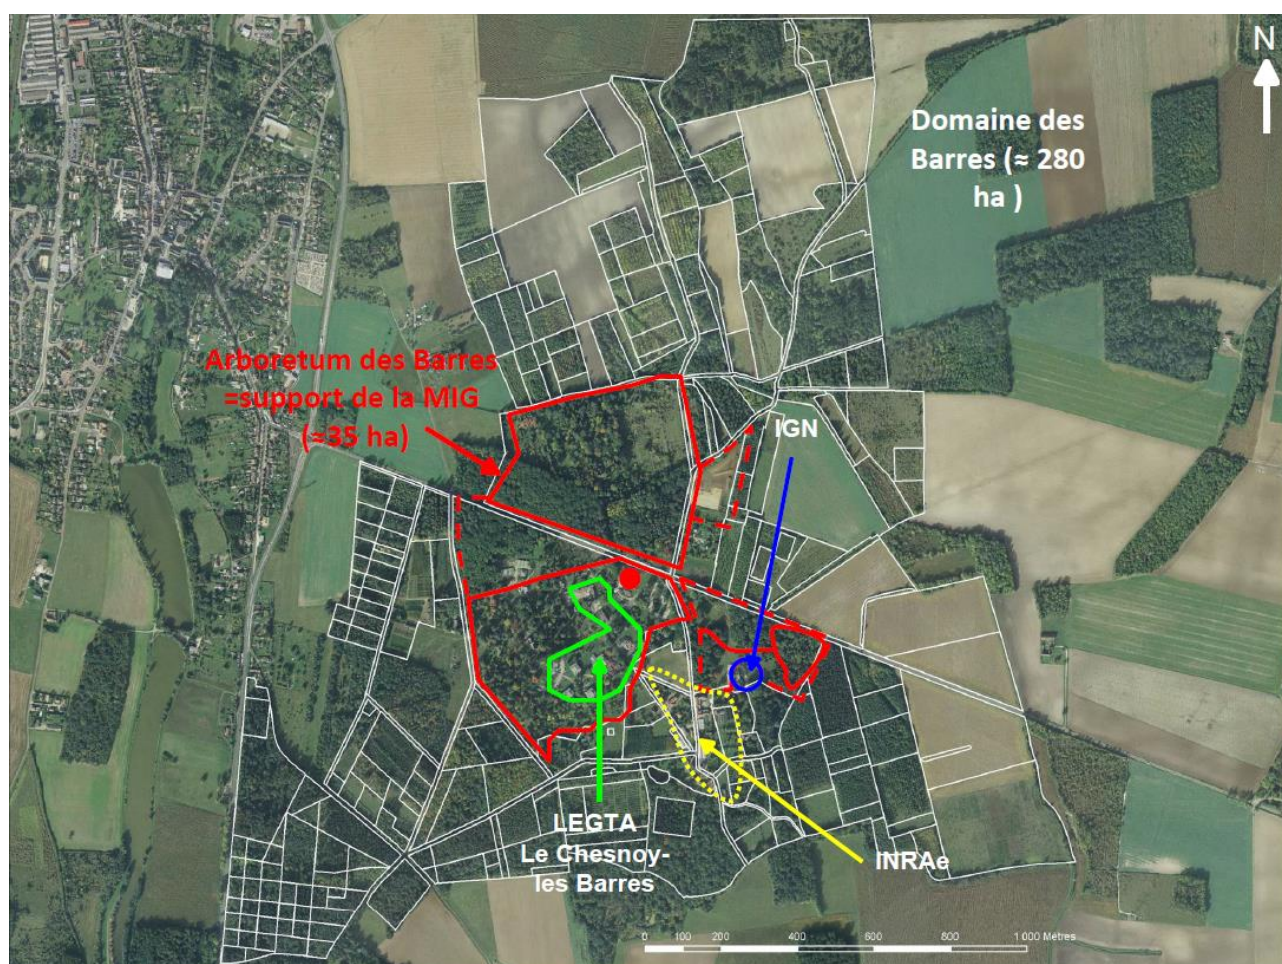 N
Domaine des
Barres (≈ 280
ha )
Arboretum des Barres
=support de la MIG
(≈35 ha)
IGN
LEGTA
Le Chesnoy-
les Barres
INRAe
0 100 200 400 600 800 1 000 Mètres